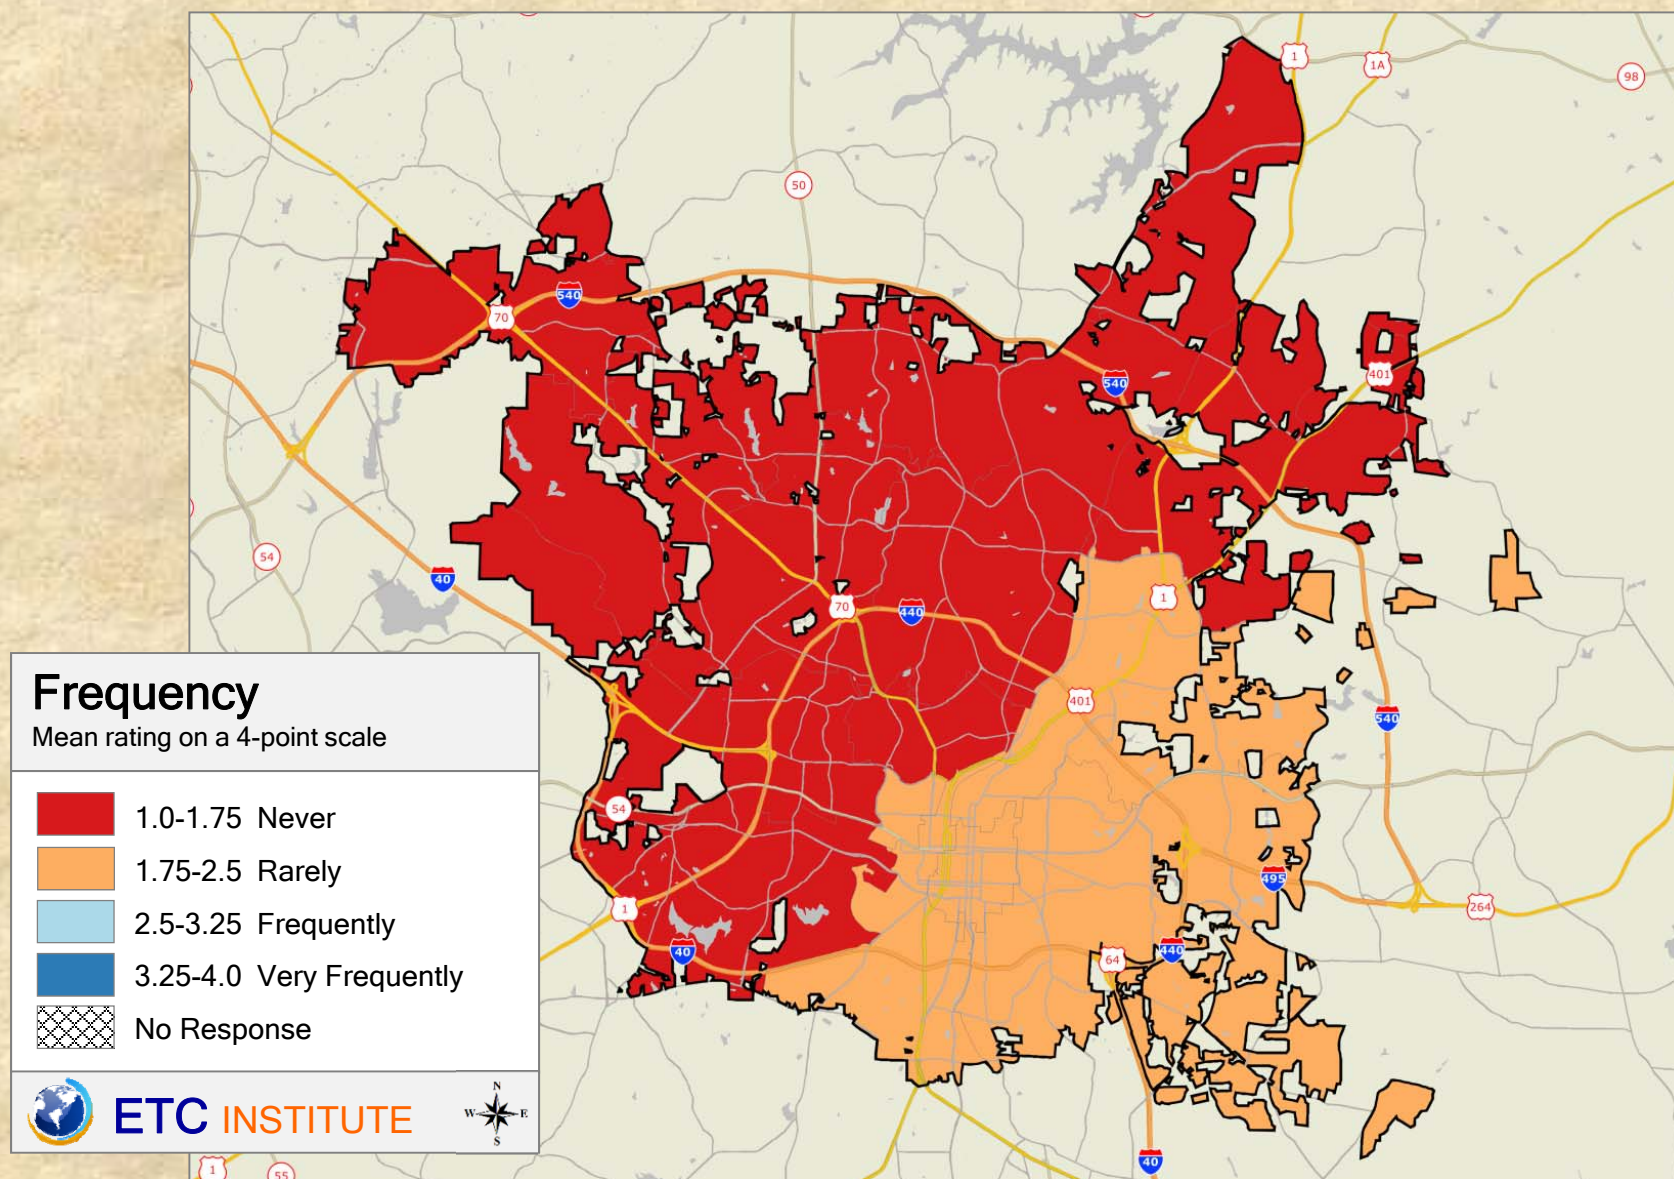 1
1A
98
50
540
70
401
540
54
40
70
440
1
401
540
54
495
264
1
40
440
64
40
1
55
Frequency
Mean rating on a 4-point scale
1.0-1.75 Never
1.75-2.5 Rarely
2.5-3.25 Frequently
3.25-4.0 Very Frequently
No Response
ETC INSTITUTE
N
W E
S